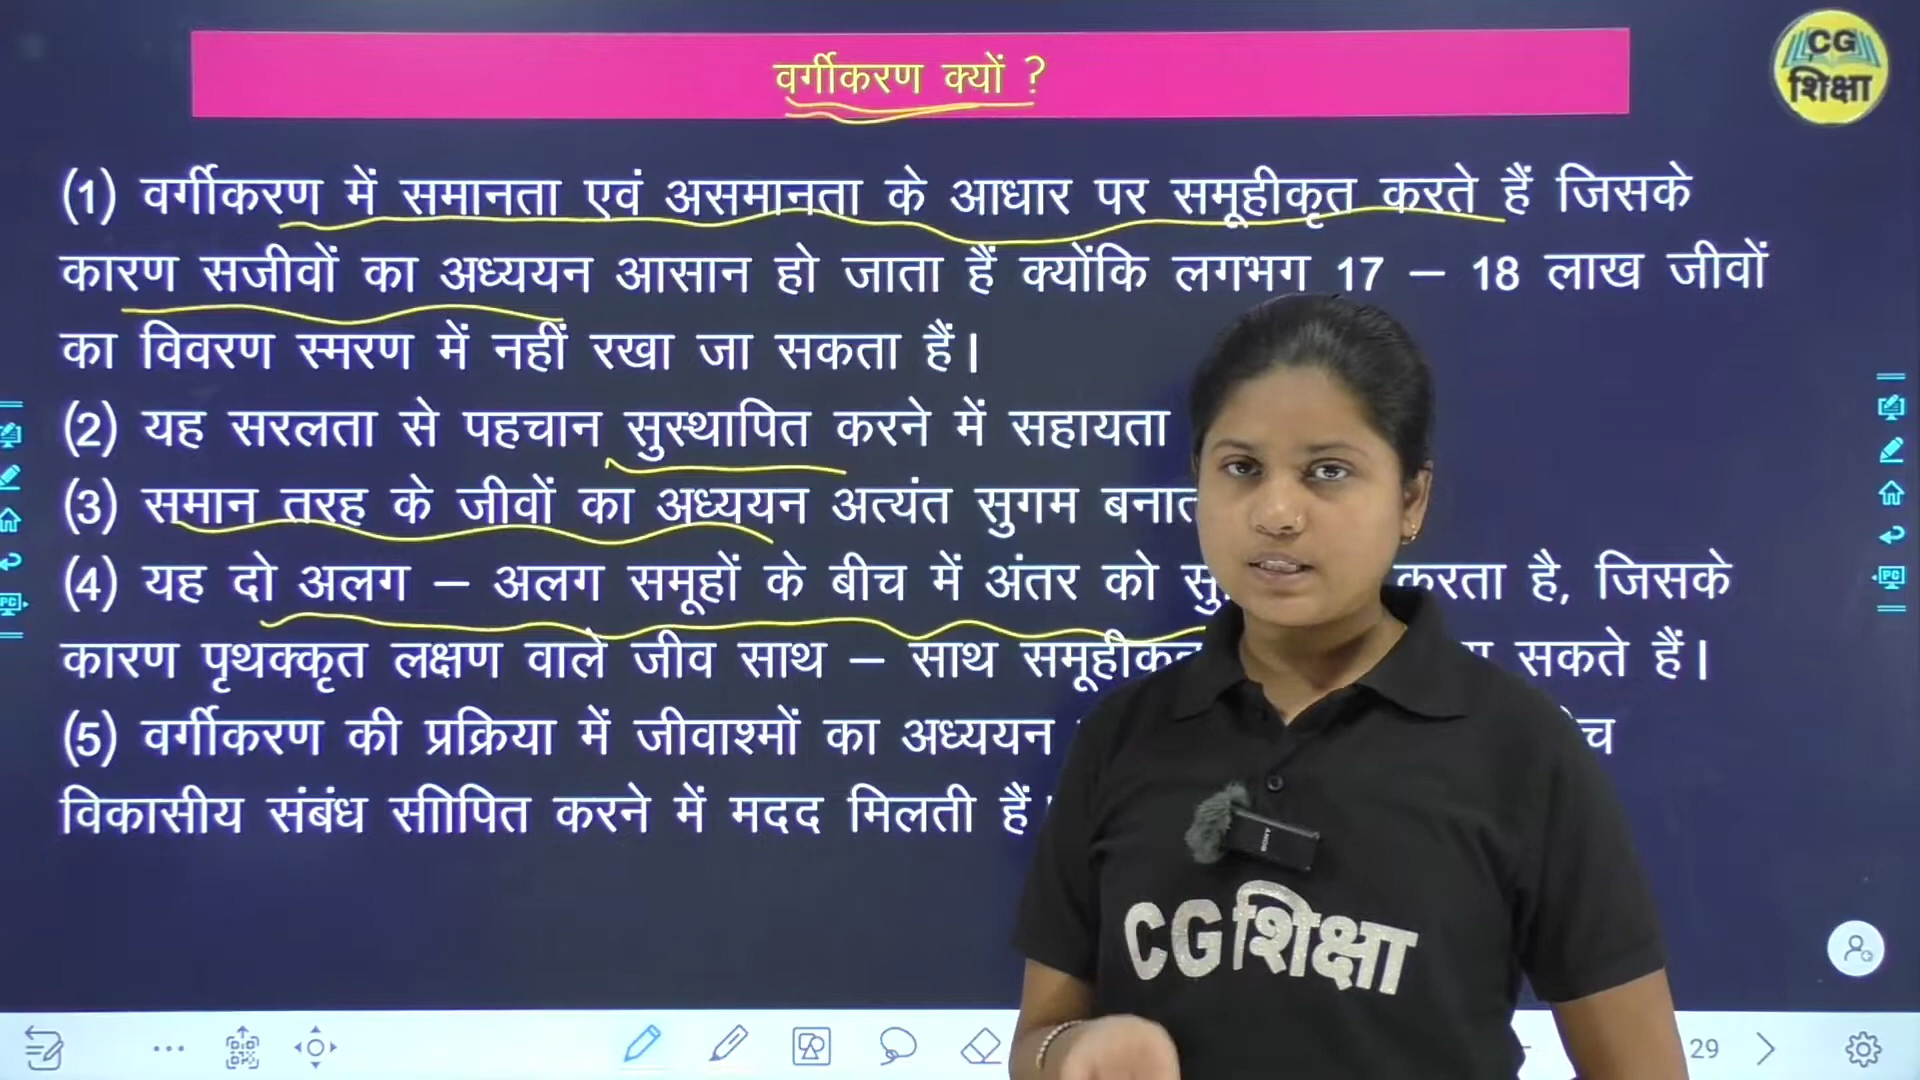 वर्गीकरण क्यों ?
CG
शिक्षा
(1) वर्गीकरण में समानता एवं असमानता के आधार पर समूहीकृत करते हैं जिसके
कारण सजीवों का अध्ययन आसान हो जाता हैं क्योंकि लगभग 17 – 18 लाख जीवों
का विवरण स्मरण में नहीं रखा जा सकता हैं।
(2) यह सरलता से पहचान सुस्थापित करने में सहायता
(3) समान तरह के जीवों का अध्ययन अत्यंत सुगम
(4) यह दो अलग – अलग समूहों के बीच में अंतर को करता है, जिसके
कारण पृथक्कृत लक्षण वाले जीव साथ – साथ सकते हैं।
(5) वर्गीकरण की प्रक्रिया में जीवाश्मों का अध्ययन
विकासीय संबंध सीापित करने में मदद मिलती हैं
SONY
CG शिक्षा
PC
PC
29